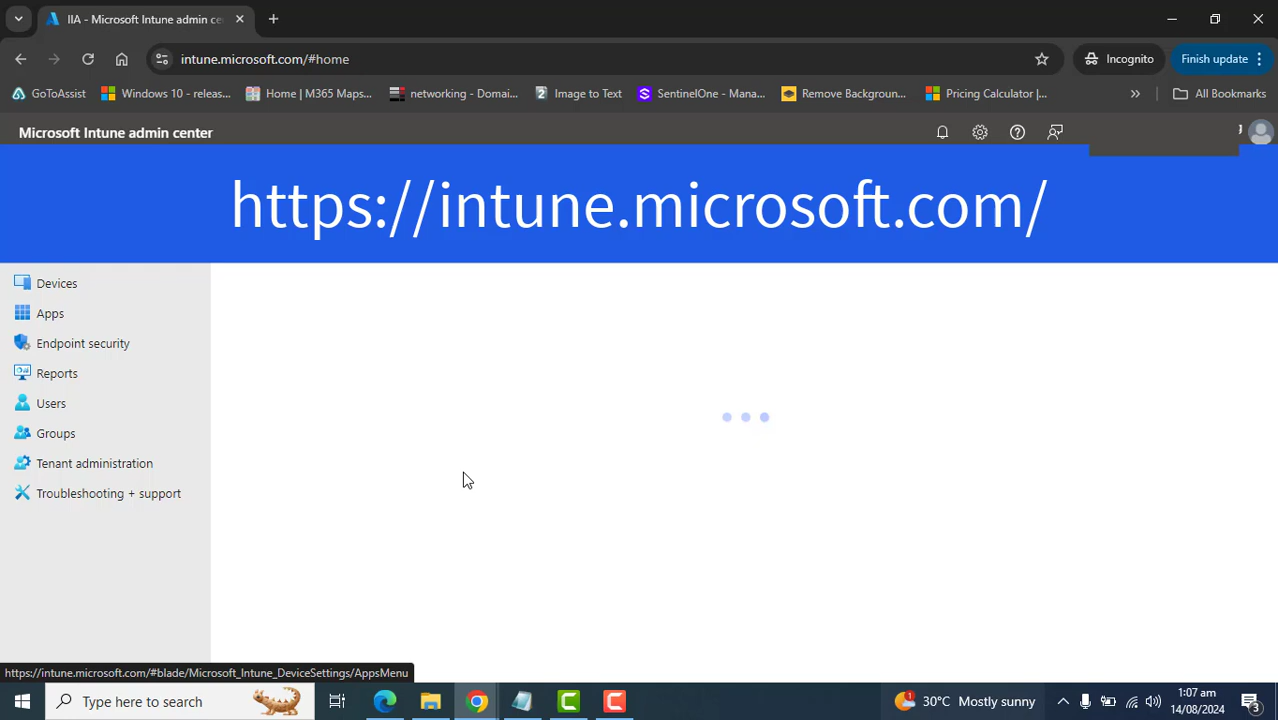 IIA - Microsoft Intune admin ce
intune.microsoft.com/#home
Incognito
Finish update
GoToAssist
Windows 10 - releas...
Home | M365 Maps...
networking - Domai...
Image to Text
SentinelOne - Mana...
Remove Backgroun...
Pricing Calculator |...
»
All Bookmarks
Microsoft Intune admin center
https://intune.microsoft.com/
Devices
Apps
Endpoint security
Reports
Users
Groups
Tenant administration
Troubleshooting + support
https://intune.microsoft.com/#blade/Microsoft_Intune_DeviceSettings/AppsMenu
Type here to search
1
30°C Mostly sunny
1:07 am
14/08/2024
3